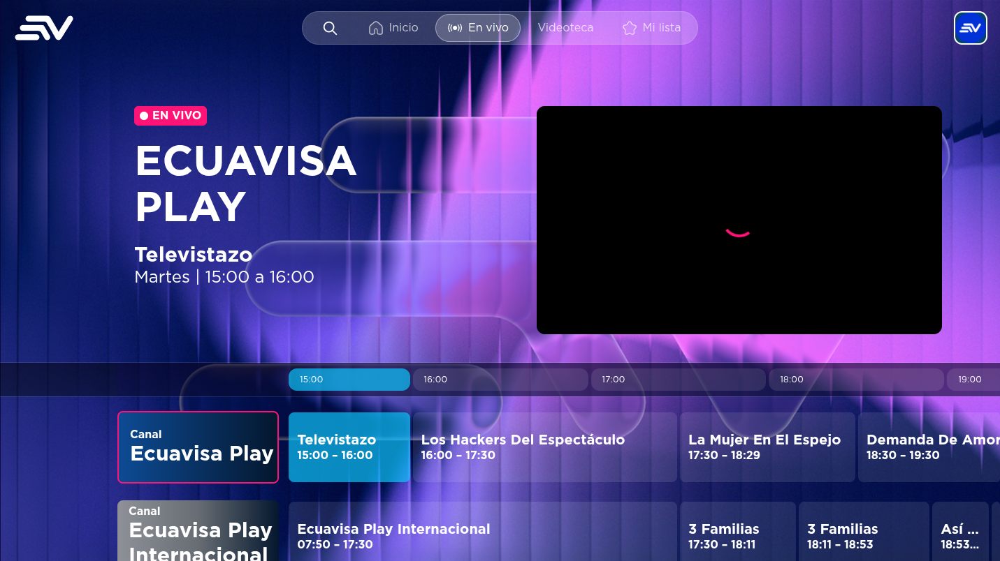 Inicio
En vivo
Videoteca
Mi lista
EN VIVO
ECUAVISA
PLAY
Televistazo
Martes | 15:00 a 16:00
15:00
16:00
17:00
18:00
19:00
Canal
Ecuavisa Play
Televistazo
15:00 – 16:00
Los Hackers Del Espectáculo
16:00 – 17:30
La Mujer En El Espejo
17:30 – 18:29
Demanda De Amor
18:30 – 19:30
Canal
Ecuavisa Play
Internacional
Ecuavisa Play Internacional
07:50 – 17:30
3 Familias
17:30 – 18:11
3 Familias
18:11 – 18:53
Así ...
18:53...